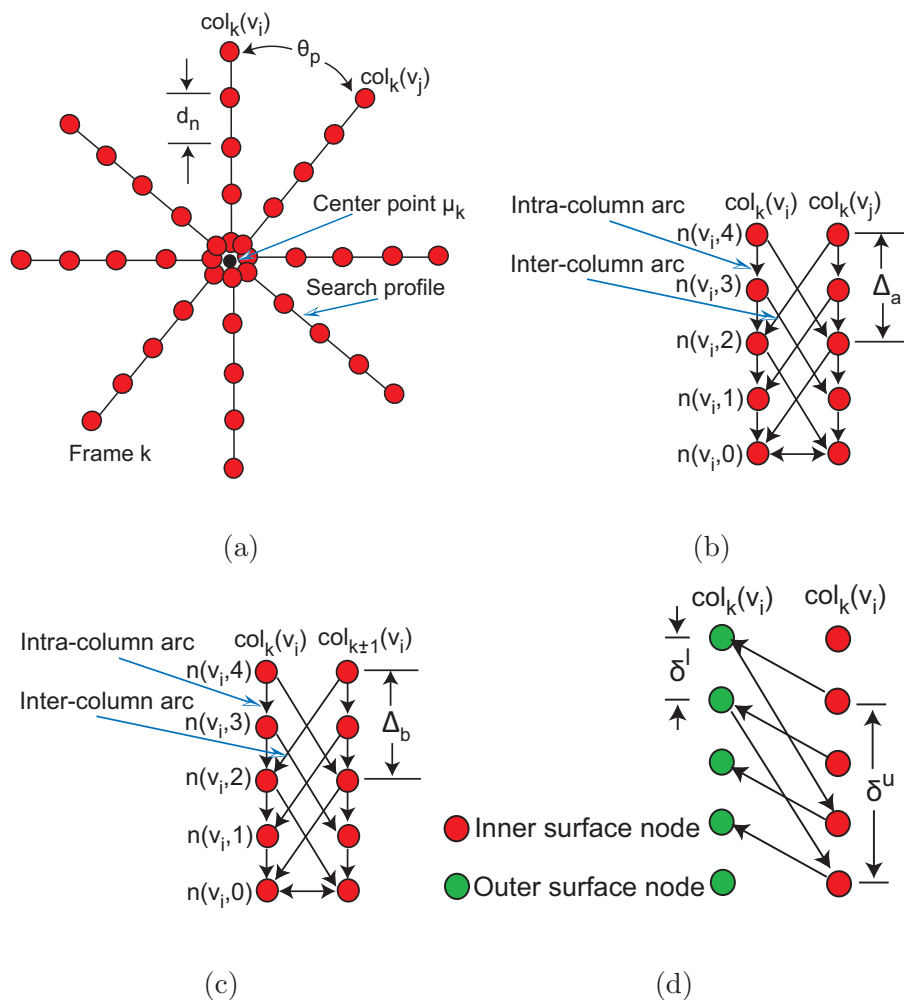 col_k(v_i)
θ_p
col_k(v_j)
d_n
Center point μ_k
Search profile
Frame k
(a)
col_k(v_i) col_k(v_j)
Intra-column arc
n(v_i,4)
Inter-column arc
n(v_i,3)
Δ_a
n(v_i,2)
n(v_i,1)
n(v_i,0)
(b)
Intra-column arc
col_k(v_i) col_{k±1}(v_i)
n(v_i,4)
Inter-column arc
n(v_i,3)
Δ_b
n(v_i,2)
n(v_i,1)
n(v_i,0)
(c)
col_k(v_i) col_k(v_i)
δ^l
δ^u
Inner surface node
Outer surface node
(d)